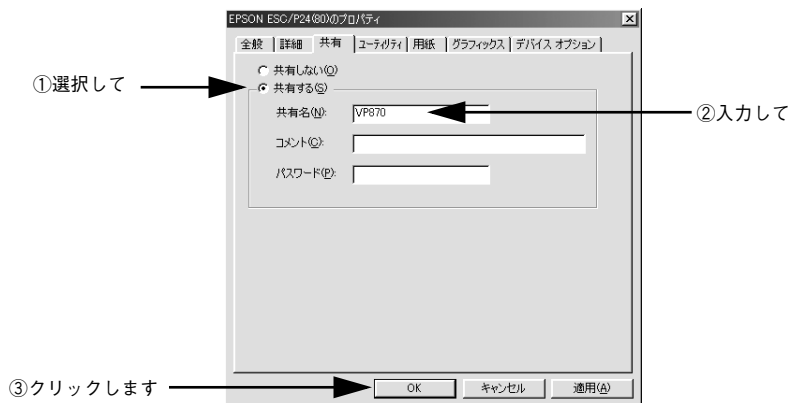 EPSON ESC/P24(80)のプロパティ
全般 詳細 共有 ユーティリティ 用紙 グラフィックス デバイス オプション
共有しない(O)
①選択して
共有する(S)
共有名(N): VP870
②入力して
コメント(C):
パスワード(P):
③クリックします
OK キャンセル 適用(A)